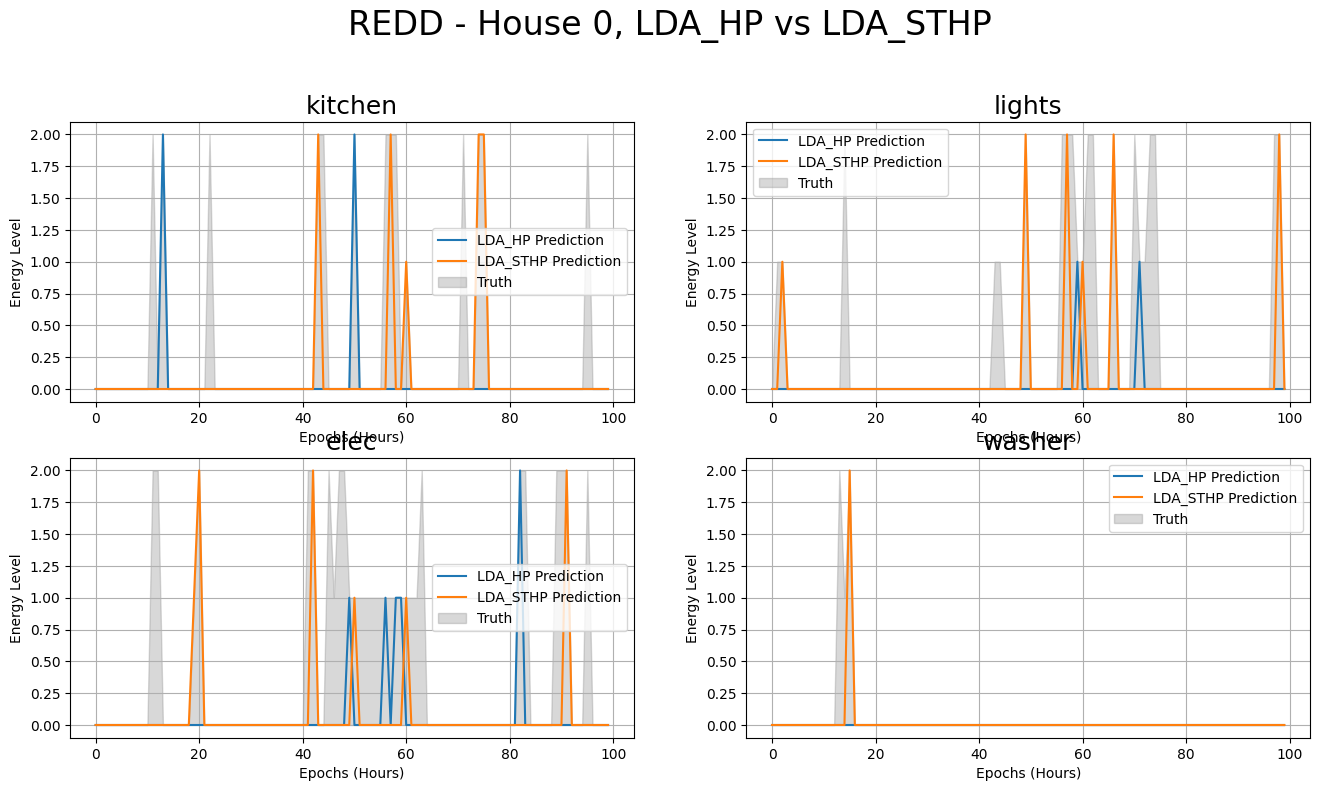 REDD - House 0, LDA_HP vs LDA_STHP
kitchen
Energy Level
2.00
1.75
1.50
1.25
1.00
0.75
0.50
0.25
0.00
LDA_HP Prediction
LDA_STHP Prediction
Truth
0 20 40 60 80 100
Epochs (Hours)
lights
Energy Level
2.00
1.75
1.50
1.25
1.00
0.75
0.50
0.25
0.00
LDA_HP Prediction
LDA_STHP Prediction
Truth
0 20 40 60 80 100
Epochs (Hours)
elec
Energy Level
2.00
1.75
1.50
1.25
1.00
0.75
0.50
0.25
0.00
LDA_HP Prediction
LDA_STHP Prediction
Truth
0 20 40 60 80 100
Epochs (Hours)
washer
Energy Level
2.00
1.75
1.50
1.25
1.00
0.75
0.50
0.25
0.00
LDA_HP Prediction
LDA_STHP Prediction
Truth
0 20 40 60 80 100
Epochs (Hours)